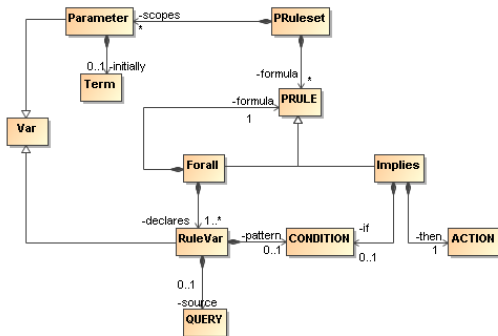 Parameter
-scopes
*
PRuleset
0..1
-initially
Term
-formula
*
PRULE
Var
-formula
1
Forall
Implies
-declares
1..*
RuleVar
-pattern
0..1
CONDITION
-if
0..1
-then
1
ACTION
0..1
-source
QUERY